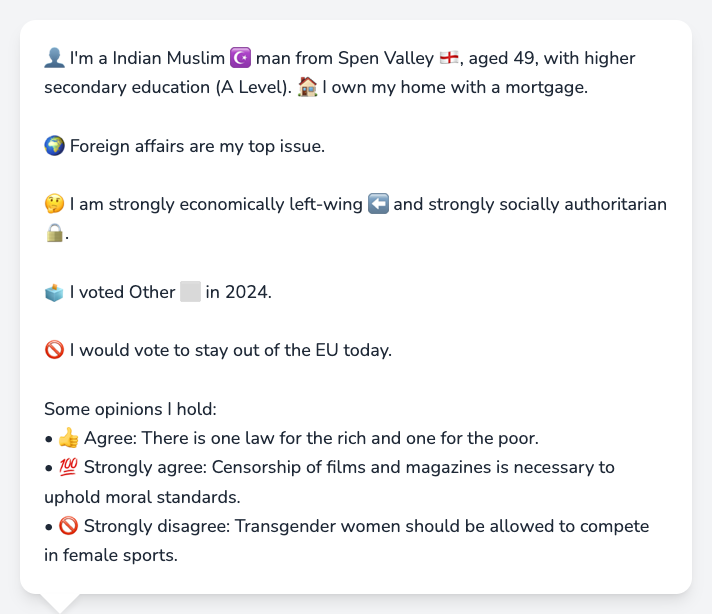 👤 I'm a Indian Muslim ☪️ man from Spen Valley 🏴󠁧󠁢󠁥󠁮󠁧󠁿, aged 49, with higher
secondary education (A Level). 🏠 I own my home with a mortgage.
🌍 Foreign affairs are my top issue.
🤔 I am strongly economically left-wing ⬅️ and strongly socially authoritarian
🔒.
🗳️ I voted Other ⬜ in 2024.
🚫 I would vote to stay out of the EU today.
Some opinions I hold:
• 👍 Agree: There is one law for the rich and one for the poor.
• 💯 Strongly agree: Censorship of films and magazines is necessary to
uphold moral standards.
• 🚫 Strongly disagree: Transgender women should be allowed to compete
in female sports.